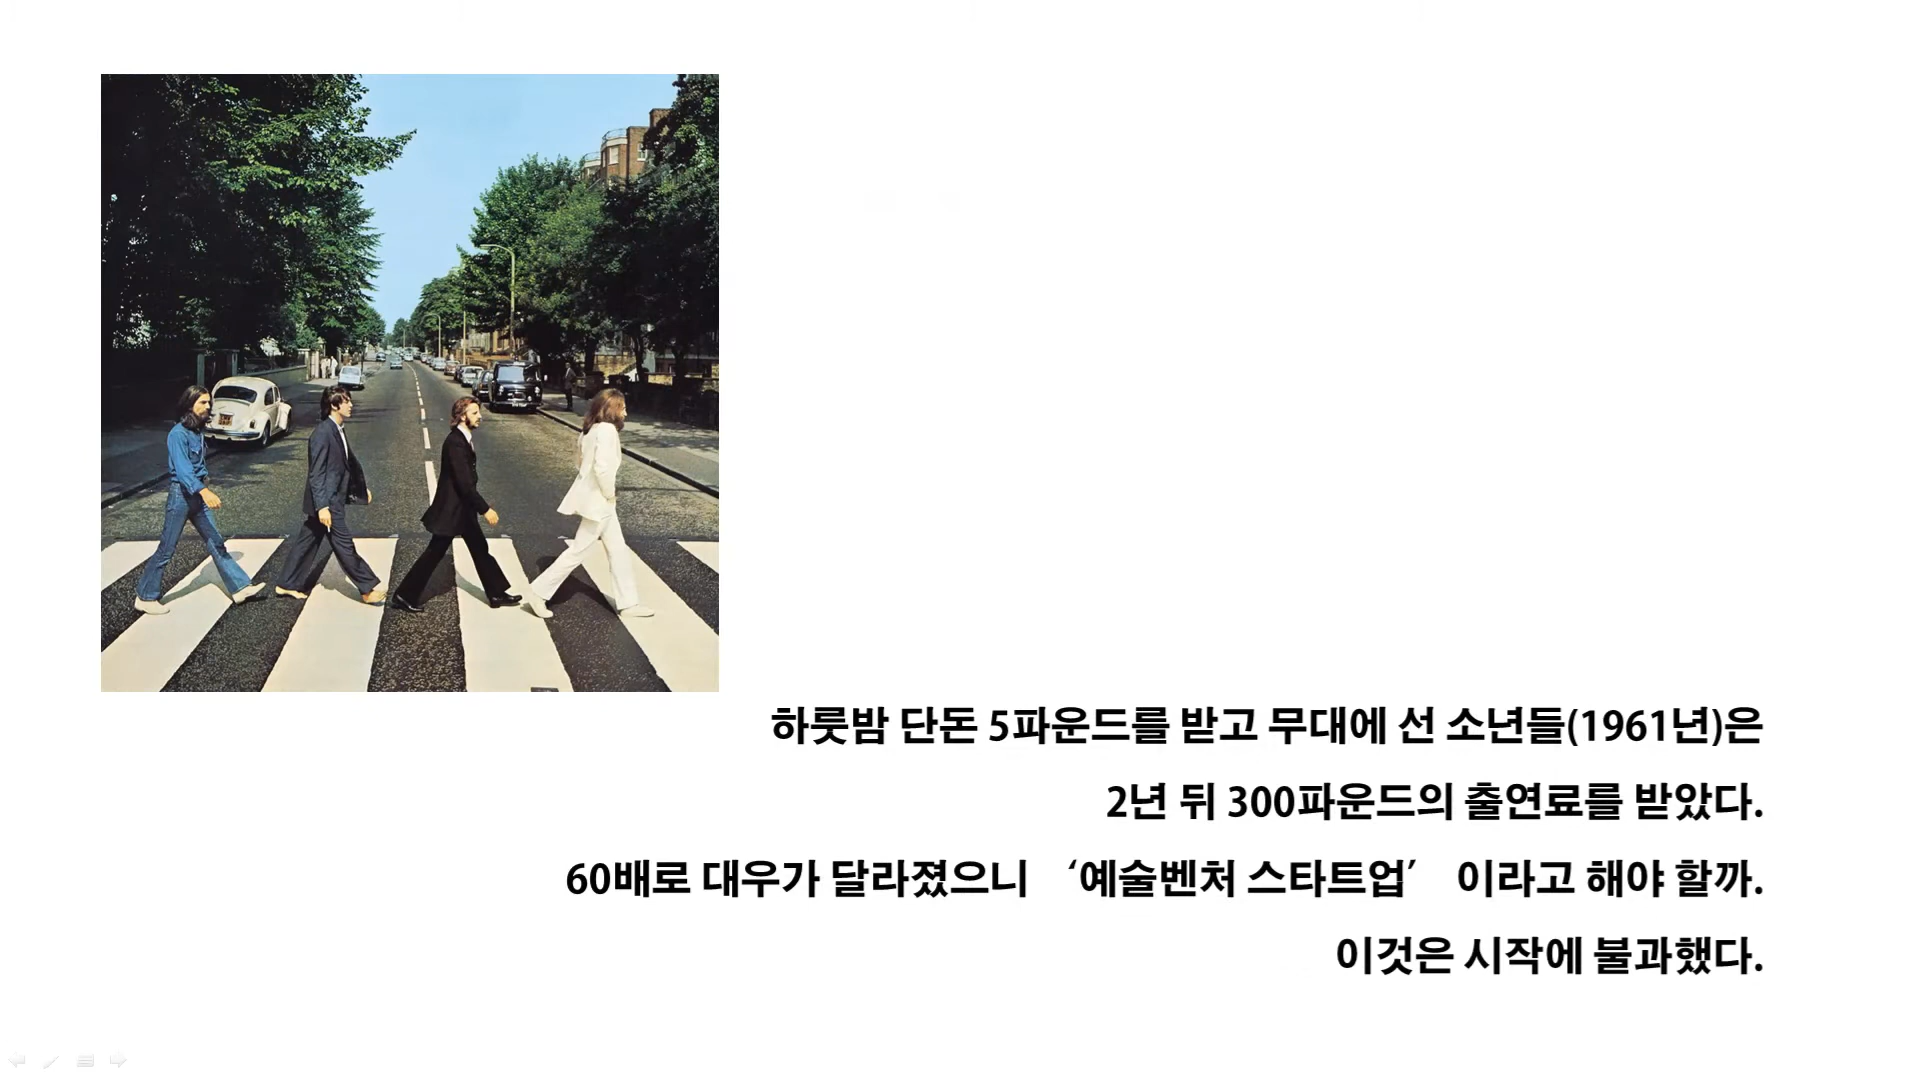 하룻밤 단돈 5파운드를 받고 무대에 선 소년들(1961년)은
2년 뒤 300파운드의 출연료를 받았다.
60배로 대우가 달라졌으니 ‘예술벤처 스타트업’ 이라고 해야 할까.
이것은 시작에 불과했다.